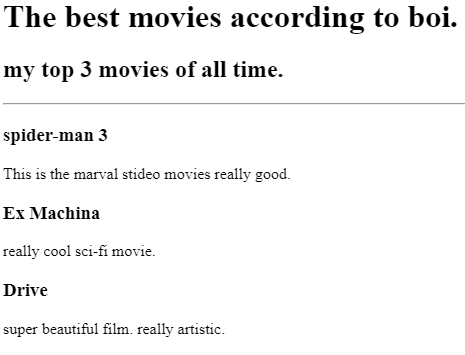 The best movies according to boi.
my top 3 movies of all time.
spider-man 3
This is the marval stideo movies really good.
Ex Machina
really cool sci-fi movie.
Drive
super beautiful film. really artistic.